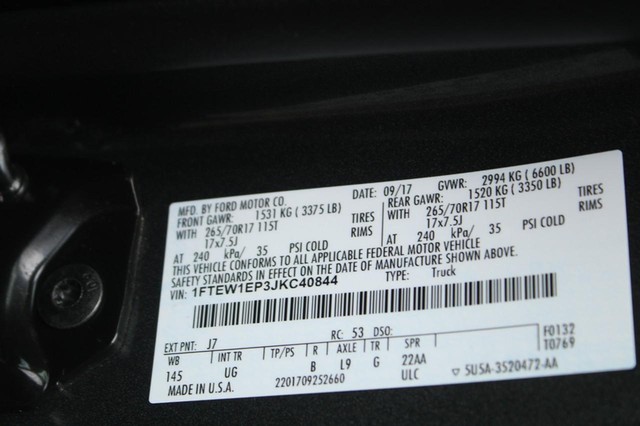 MFD. BY FORD MOTOR CO.
DATE: 09/17 GVWR: 2994 KG ( 6600 LB)
FRONT GAWR: 1531 KG ( 3375 LB) REAR GAWR: 1520 KG ( 3350 LB)
WITH 265/70R17 115T TIRES WITH 265/70R17 115T TIRES
17x7.5J RIMS 17x7.5J RIMS
AT 240 kPa/ 35 PSI COLD AT 240 kPa/ 35 PSI COLD
THIS VEHICLE CONFORMS TO ALL APPLICABLE FEDERAL MOTOR VEHICLE
SAFETY STANDARDS IN EFFECT ON THE DATE OF MANUFACTURE SHOWN ABOVE.
VIN: 1FTEW1EP3JKC40844 TYPE: Truck
EXT PNT: J7 RC: 53 DSO: F0132
WB INT TR TP/PS R AXLE TR SPR T0769
145 UG B L9 G 22AA
MADE IN U.S.A. 2201709252660 ULC ▽ 5U5A-3520472-AA